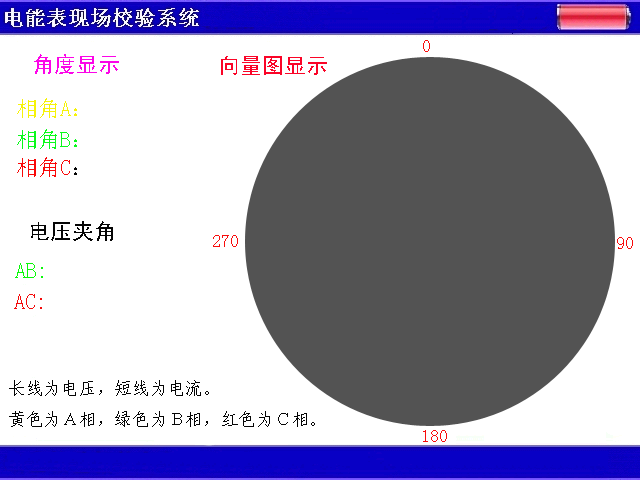 电能表现场校验系统
角度显示
向量图显示
0
相角A:
相角B:
相角C:
电压夹角
270
90
AB:
AC:
长线为电压，短线为电流。
黄色为A相，绿色为B相，红色为C相。
180